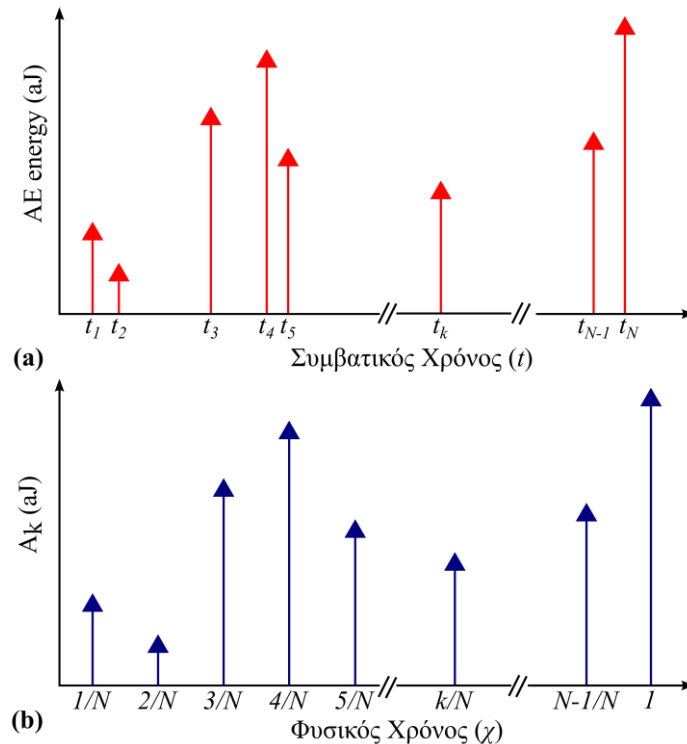 AE energy (aJ)
t1 t2 t3 t4 t5 // tk // tN-1 tN
(a) Συμβατικός Χρόνος (t)
Ak (aJ)
1/N 2/N 3/N 4/N 5/N // k/N // N-1/N 1
(b) Φυσικός Χρόνος (χ)